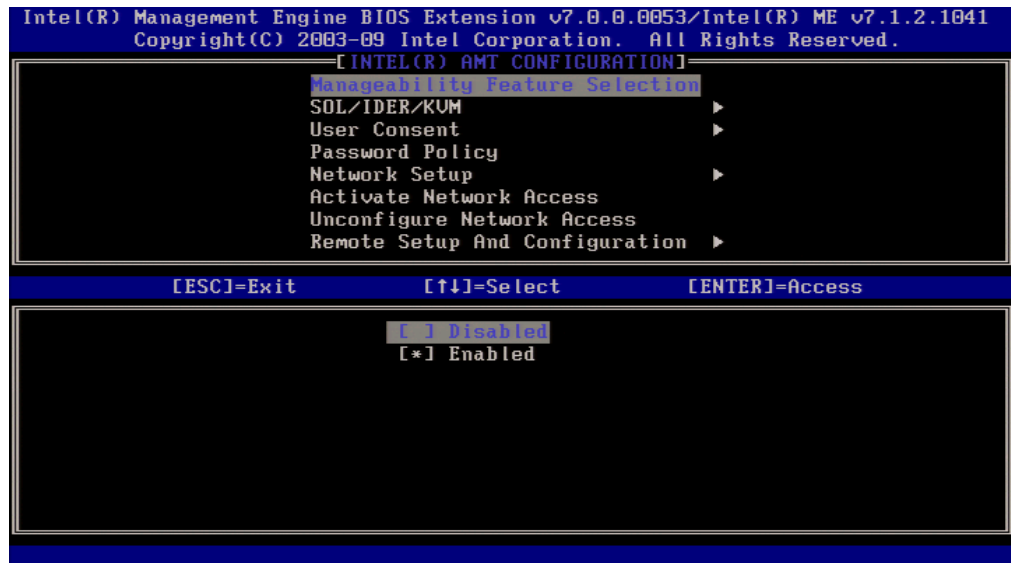 Intel(R) Management Engine BIOS Extension v7.0.0.0053/Intel(R) ME v7.1.2.1041
Copyright(C) 2003-09 Intel Corporation.  All Rights Reserved.
[INTEL(R) AMT CONFIGURATION]
Manageability Feature Selection
SOL/IDER/KVM ►
User Consent ►
Password Policy
Network Setup ►
Activate Network Access
Unconfigure Network Access
Remote Setup And Configuration ►
[ESC]=Exit [↑↓]=Select [ENTER]=Access
[ ] Disabled
[*] Enabled